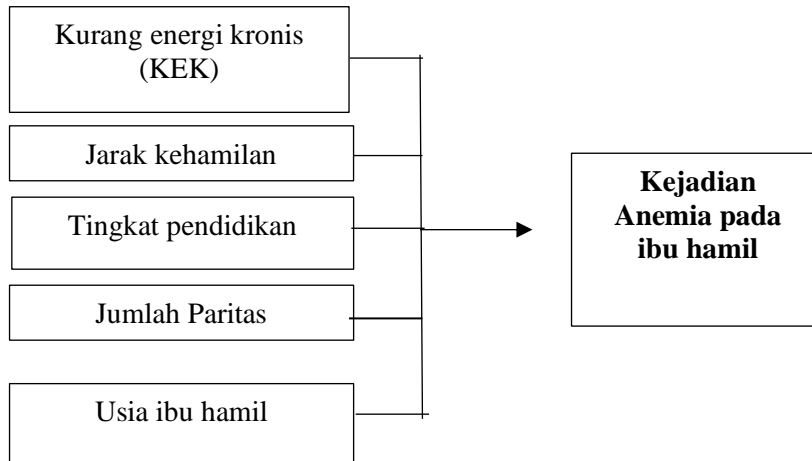 Kurang energi kronis
(KEK)
Jarak kehamilan
Tingkat pendidikan
Jumlah Paritas
Usia ibu hamil
Kejadian
Anemia pada
ibu hamil